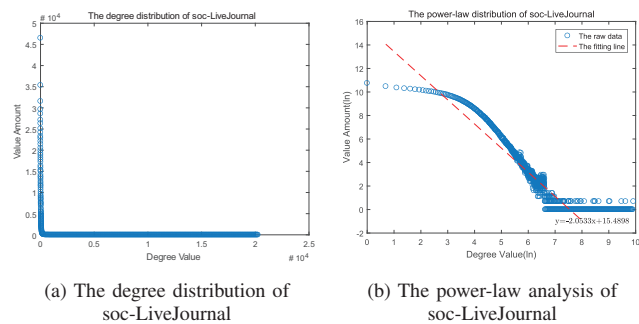 The degree distribution of soc-LiveJournal
5 # 10⁴
4.5
4
3.5
3
2.5
2
1.5
1
0.5
0
Value Amount
0 0.5 1 1.5 2 2.5
Degree Value # 10⁴
(a) The degree distribution of
soc-LiveJournal
The power-law distribution of soc-LiveJournal
The raw data
The fitting line
16
14
12
10
8
6
4
2
0
-2
Value Amount(ln)
y=-2.0533x+15.4898
0 1 2 3 4 5 6 7 8 9 10
Degree Value(ln)
(b) The power-law analysis of
soc-LiveJournal